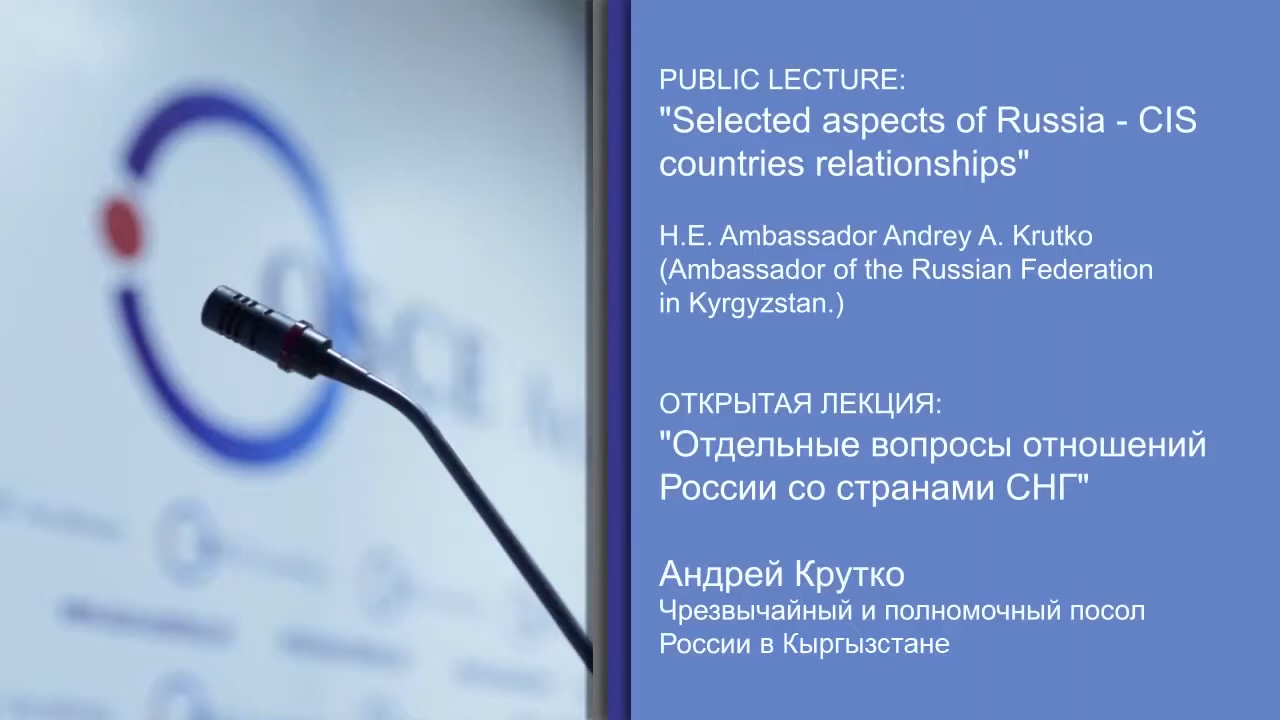 PUBLIC LECTURE:
"Selected aspects of Russia - CIS
countries relationships"
H.E. Ambassador Andrey A. Krutko
(Ambassador of the Russian Federation
in Kyrgyzstan.)
ОТКРЫТАЯ ЛЕКЦИЯ:
"Отдельные вопросы отношений
России со странами СНГ"
Андрей Крутко
Чрезвычайный и полномочный посол
России в Кыргызстане